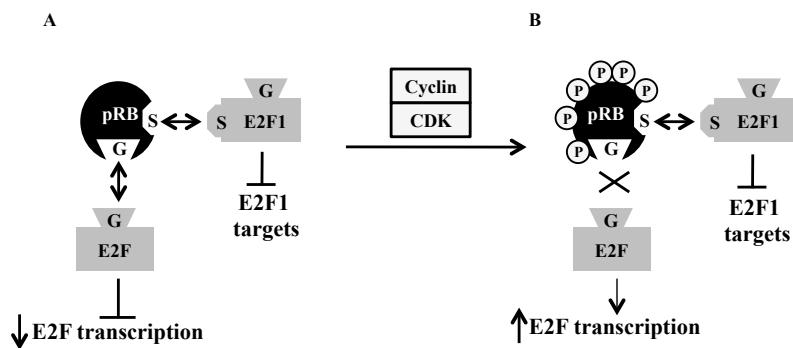 A
pRB
S
G
G
S
E2F1
E2F1
targets
G
E2F
E2F transcription
Cyclin
CDK
B
P
P
P
P
P
P
pRB
S
G
G
S
E2F1
E2F1
targets
G
E2F
E2F transcription